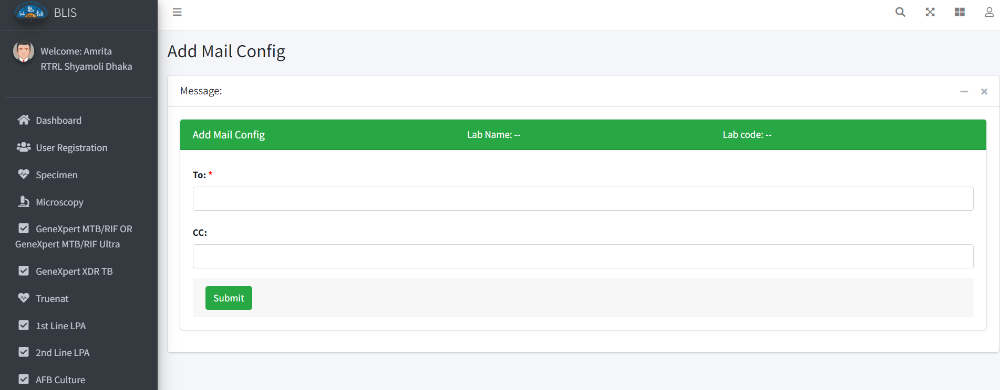 BLIS
Welcome: Amrita
RTRL Shyamoli Dhaka
Dashboard
User Registration
Specimen
Microscopy
GeneXpert MTB/RIF OR
GeneXpert MTB/RIF Ultra
GeneXpert XDR TB
Truenat
1st Line LPA
2nd Line LPA
AFB Culture
Add Mail Config
Message:
Add Mail Config Lab Name: -- Lab code: --
To: *
CC:
Submit